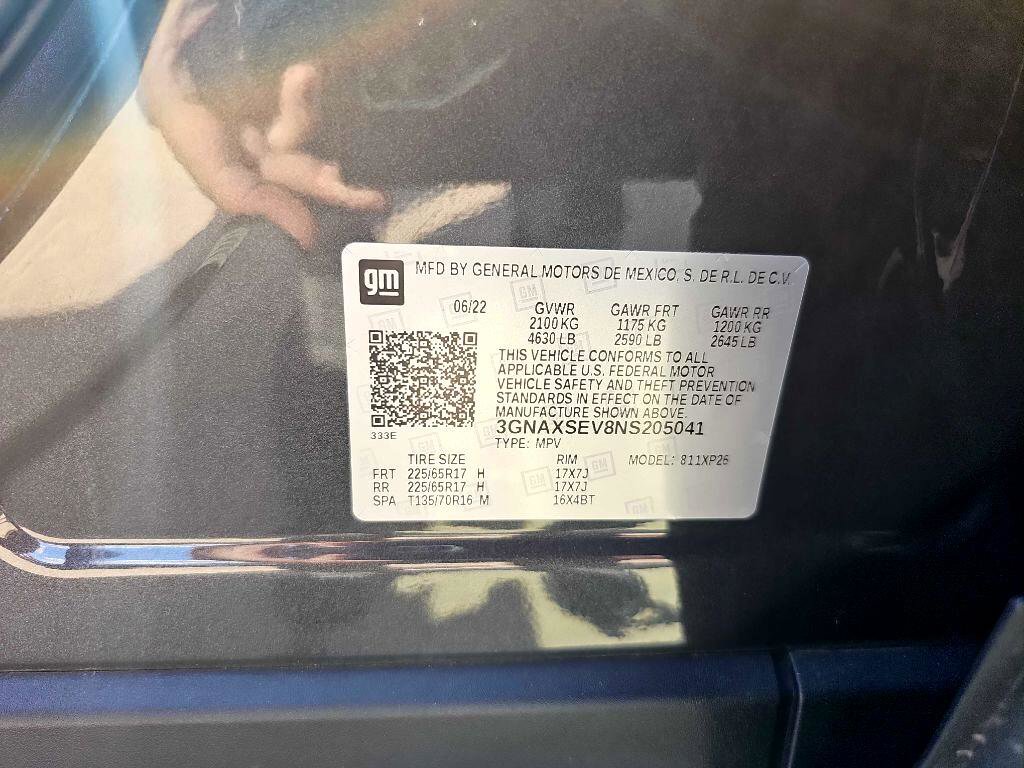 gm MFD BY GENERAL MOTORS DE MEXICO, S. DE R.L. DE C.V.
06/22 GVWR GAWR FRT GAWR RR
2100 KG 1175 KG 1200 KG
4630 LB 2590 LB 2645 LB
THIS VEHICLE CONFORMS TO ALL
APPLICABLE U.S. FEDERAL MOTOR
VEHICLE SAFETY AND THEFT PREVENTION
STANDARDS IN EFFECT ON THE DATE OF
MANUFACTURE SHOWN ABOVE.
3GNAXSEV8NS205041
333E
TYPE: MPV
TIRE SIZE RIM MODEL: 811XP26
FRT 225/65R17 H 17X7J
RR 225/65R17 H 17X7J
SPA T135/70R16 M 16X4BT